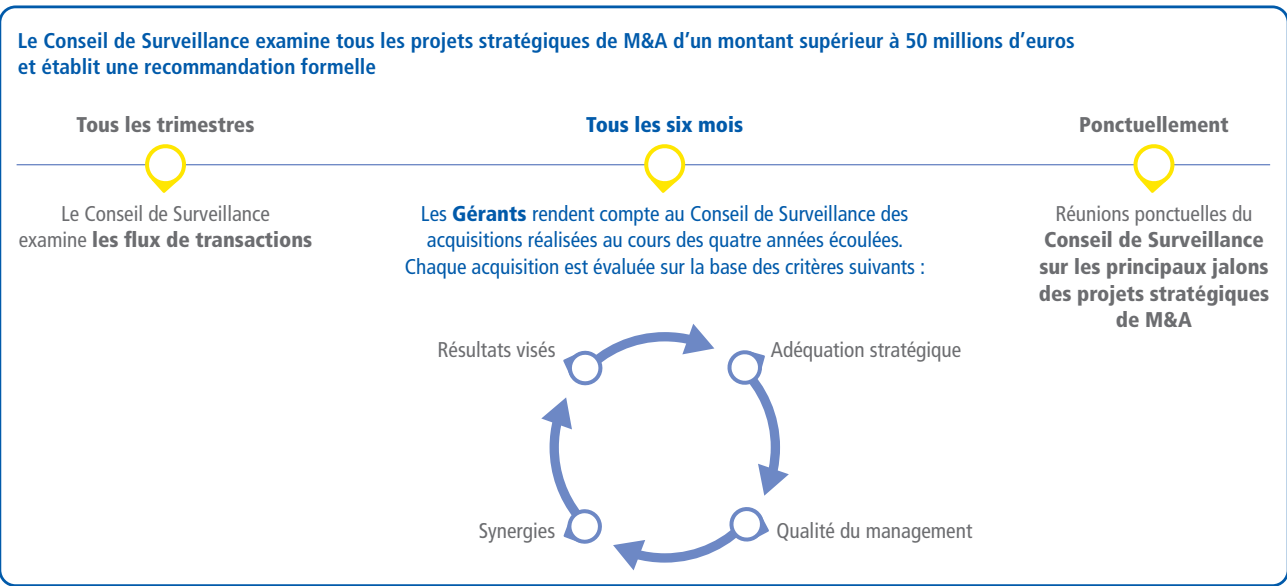 Le Conseil de Surveillance examine tous les projets stratégiques de M&A d'un montant supérieur à 50 millions d'euros
et établit une recommandation formelle
Tous les trimestres
Le Conseil de Surveillance
examine les flux de transactions
Tous les six mois
Les Gérants rendent compte au Conseil de Surveillance des
acquisitions réalisées au cours des quatre années écoulées.
Chaque acquisition est évaluée sur la base des critères suivants :
Résultats visés
Adéquation stratégique
Synergies
Qualité du management
Ponctuellement
Réunions ponctuelles du
Conseil de Surveillance
sur les principaux jalons
des projets stratégiques
de M&A